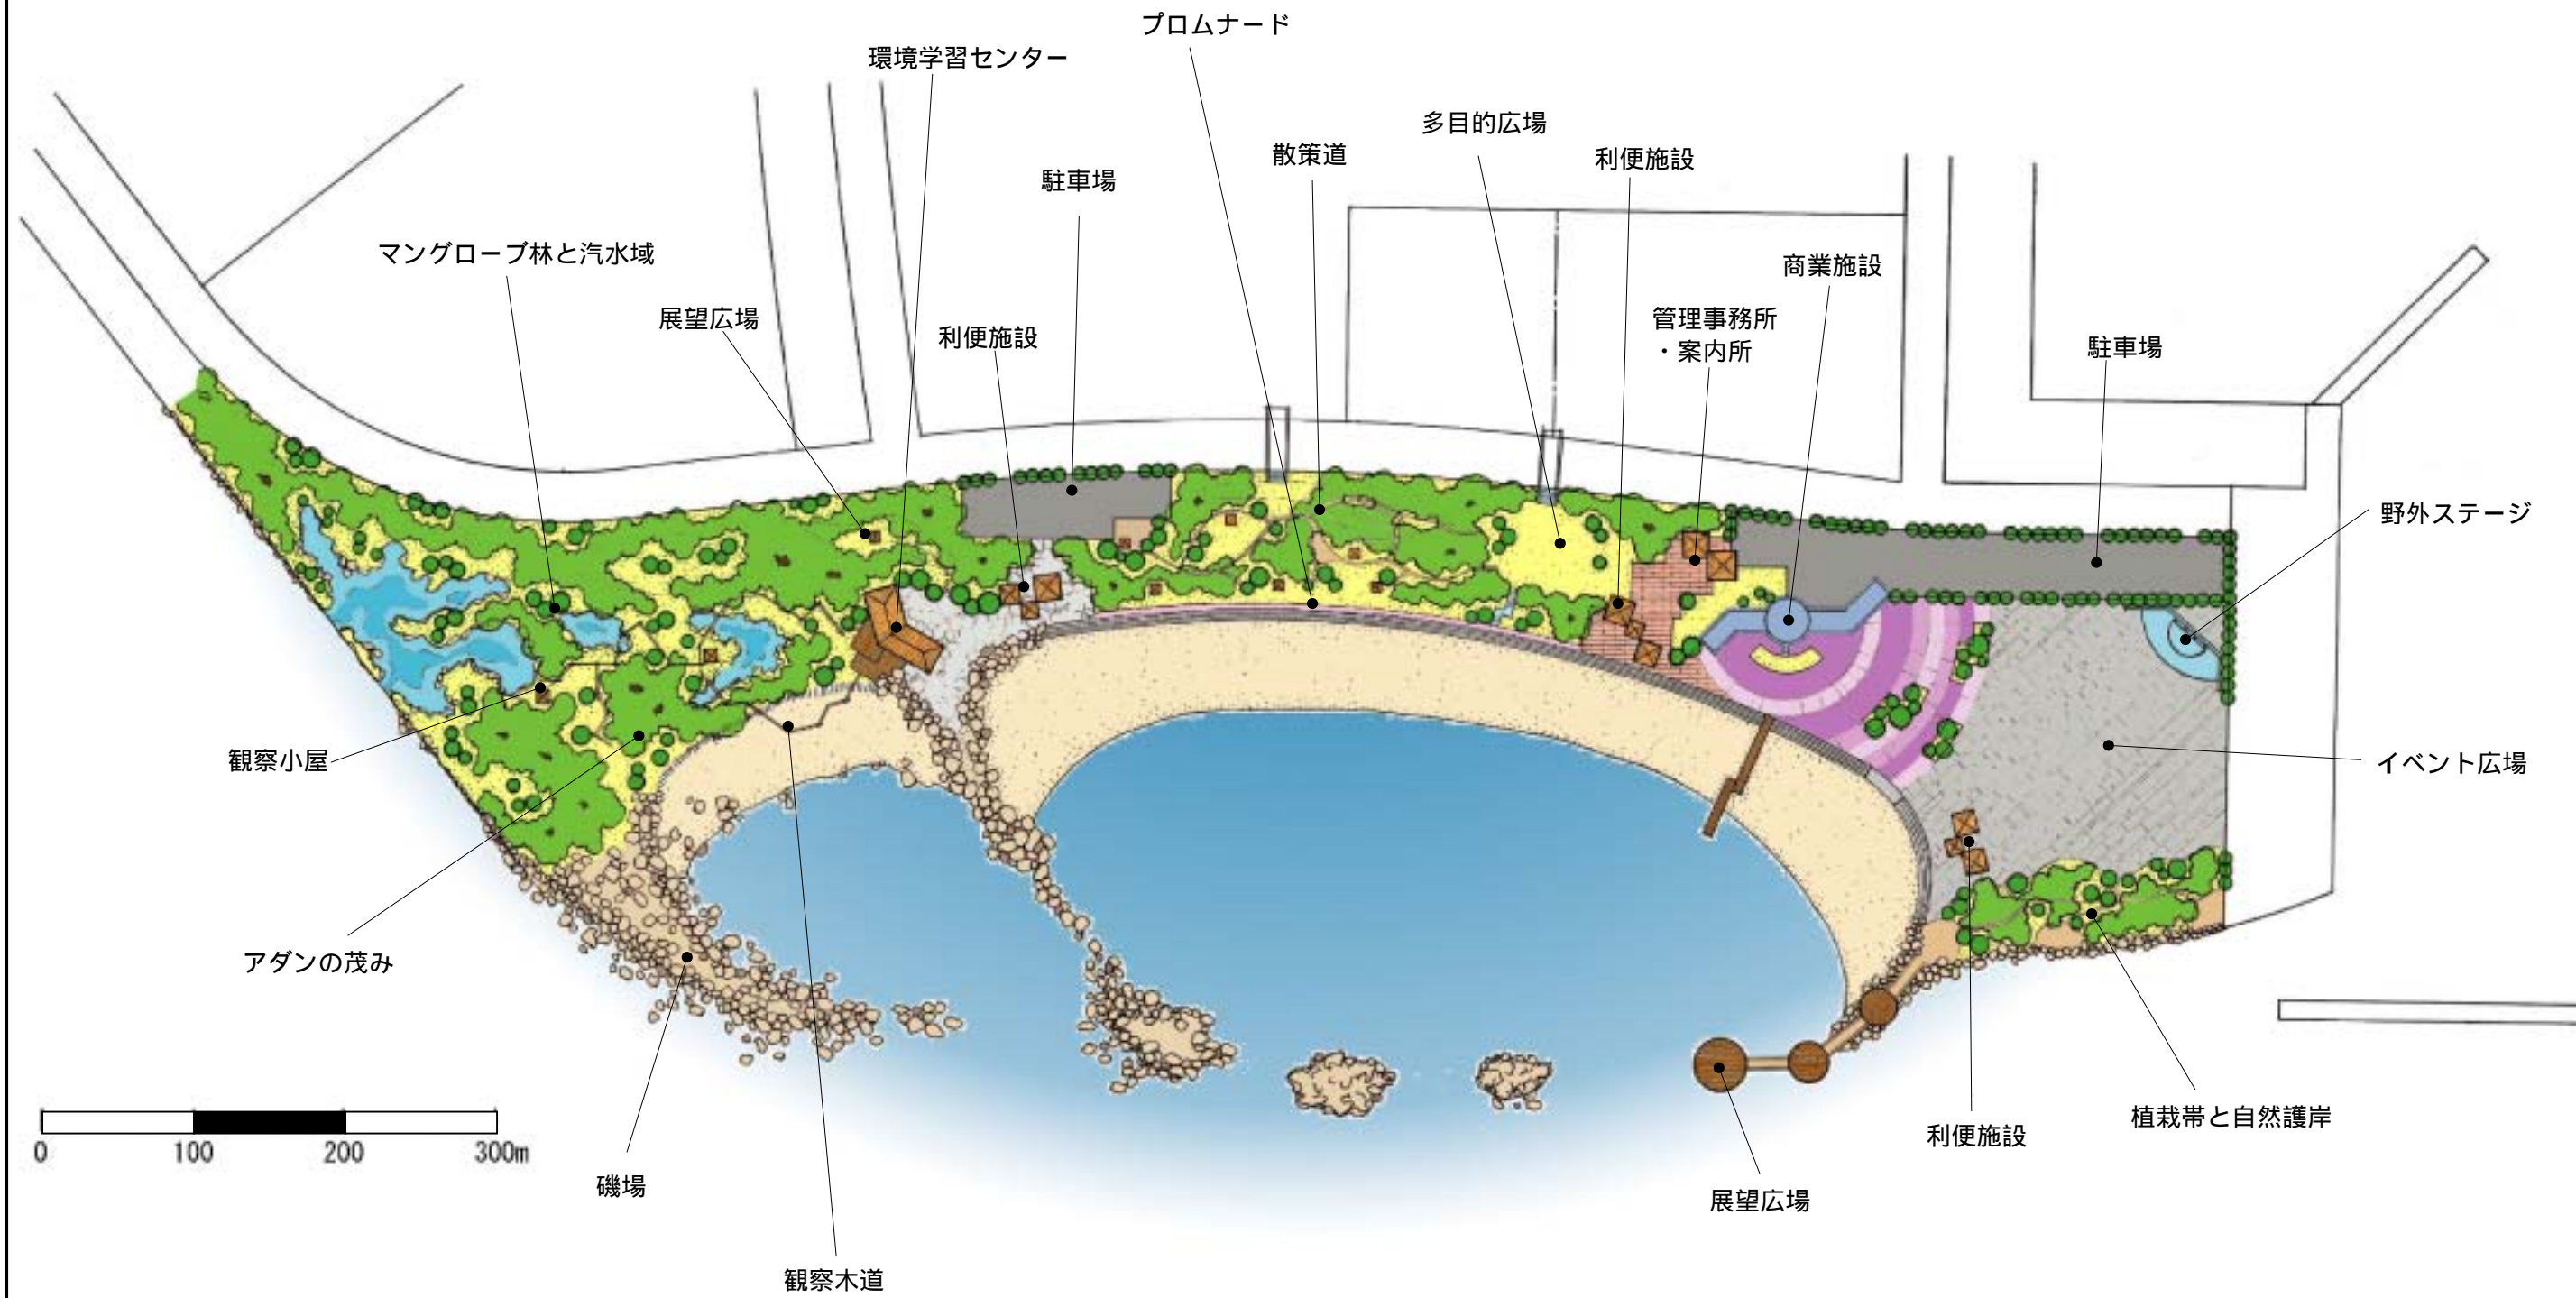 プロムナード
環境学習センター
多目的広場
散策道
利便施設
駐車場
マングローブ林と汽水域
商業施設
展望広場
管理事務所
・案内所
利便施設
駐車場
野外ステージ
観察小屋
イベント広場
アダンの茂み
植栽帯と自然護岸
利便施設
0 100 200 300m
磯場
展望広場
観察木道